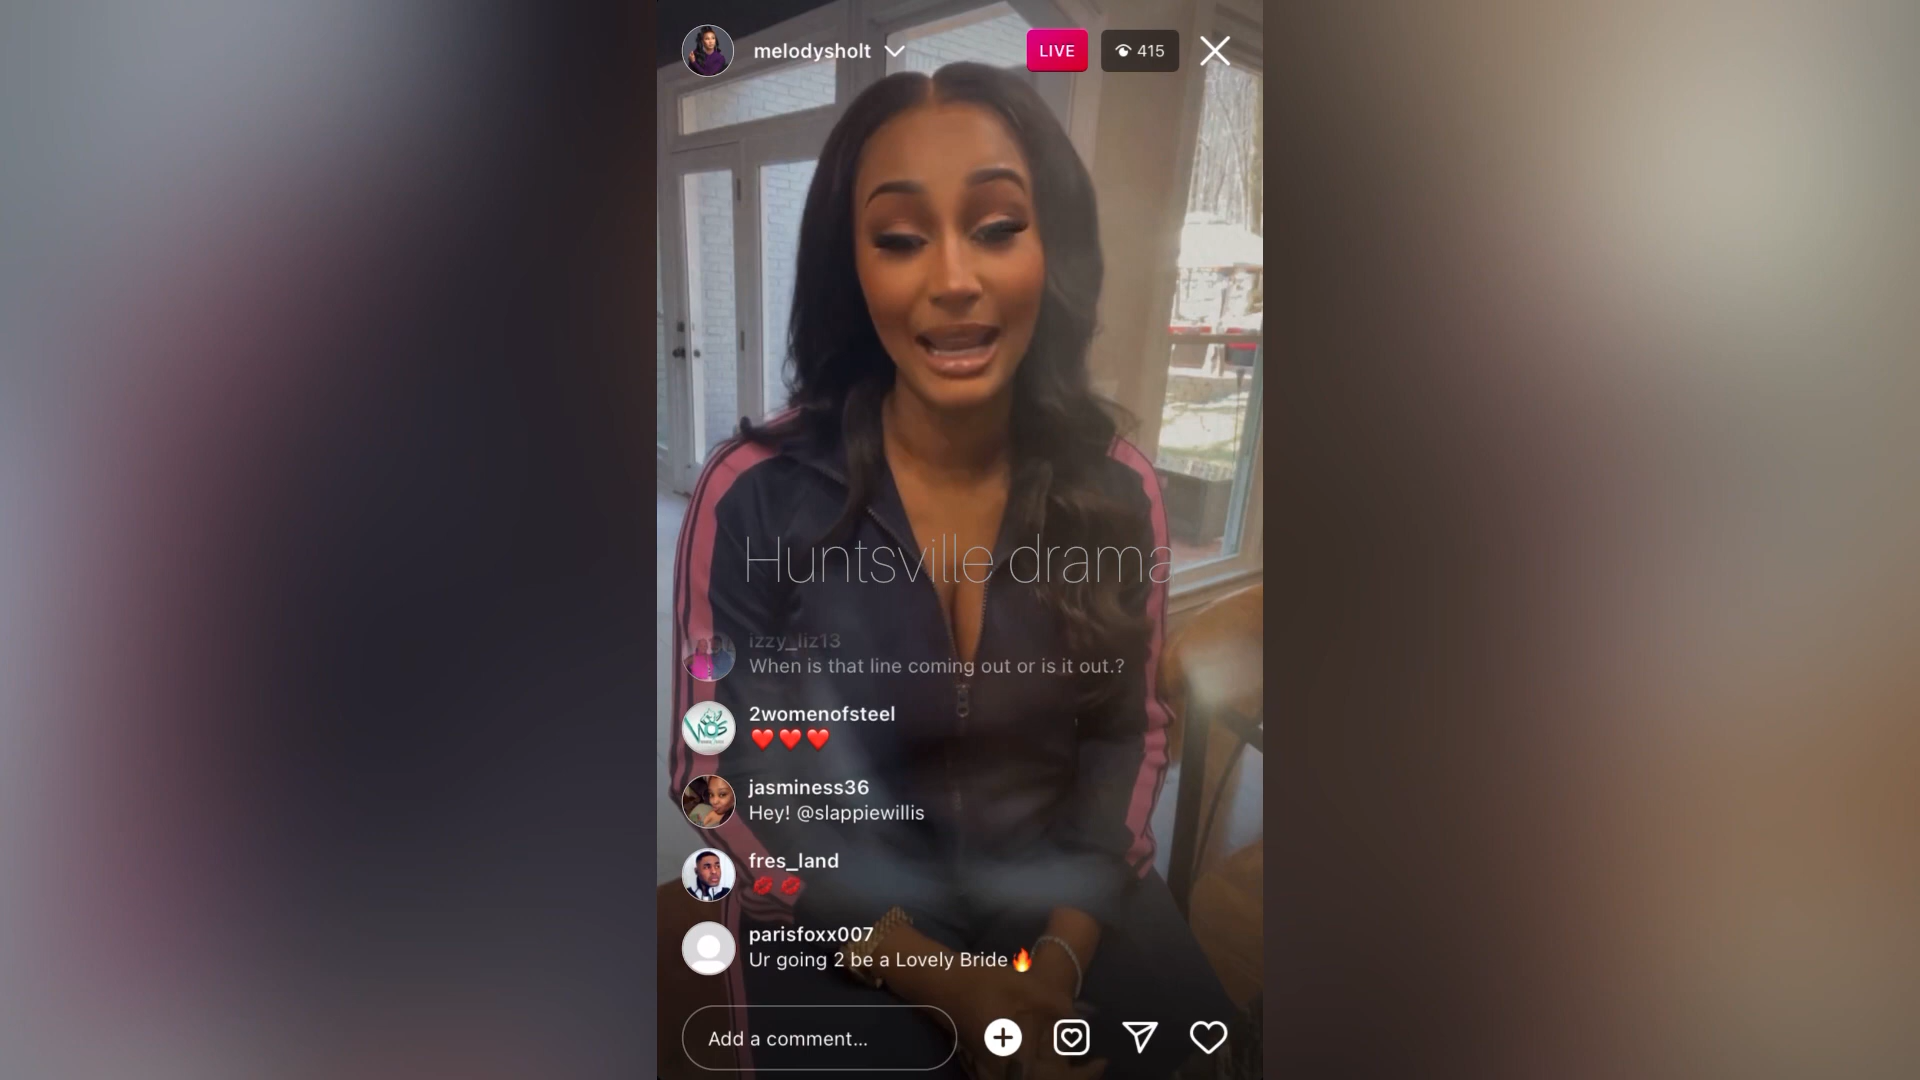 melodysholt
LIVE
415
Huntsville drama
izzy_liz13
When is that line coming out or is it out.?
2womenofsteel
WOS
jasminess36
Hey! @slappiewillis
fres_land
parisfoxx007
Ur going 2 be a Lovely Bride🔥
Add a comment...